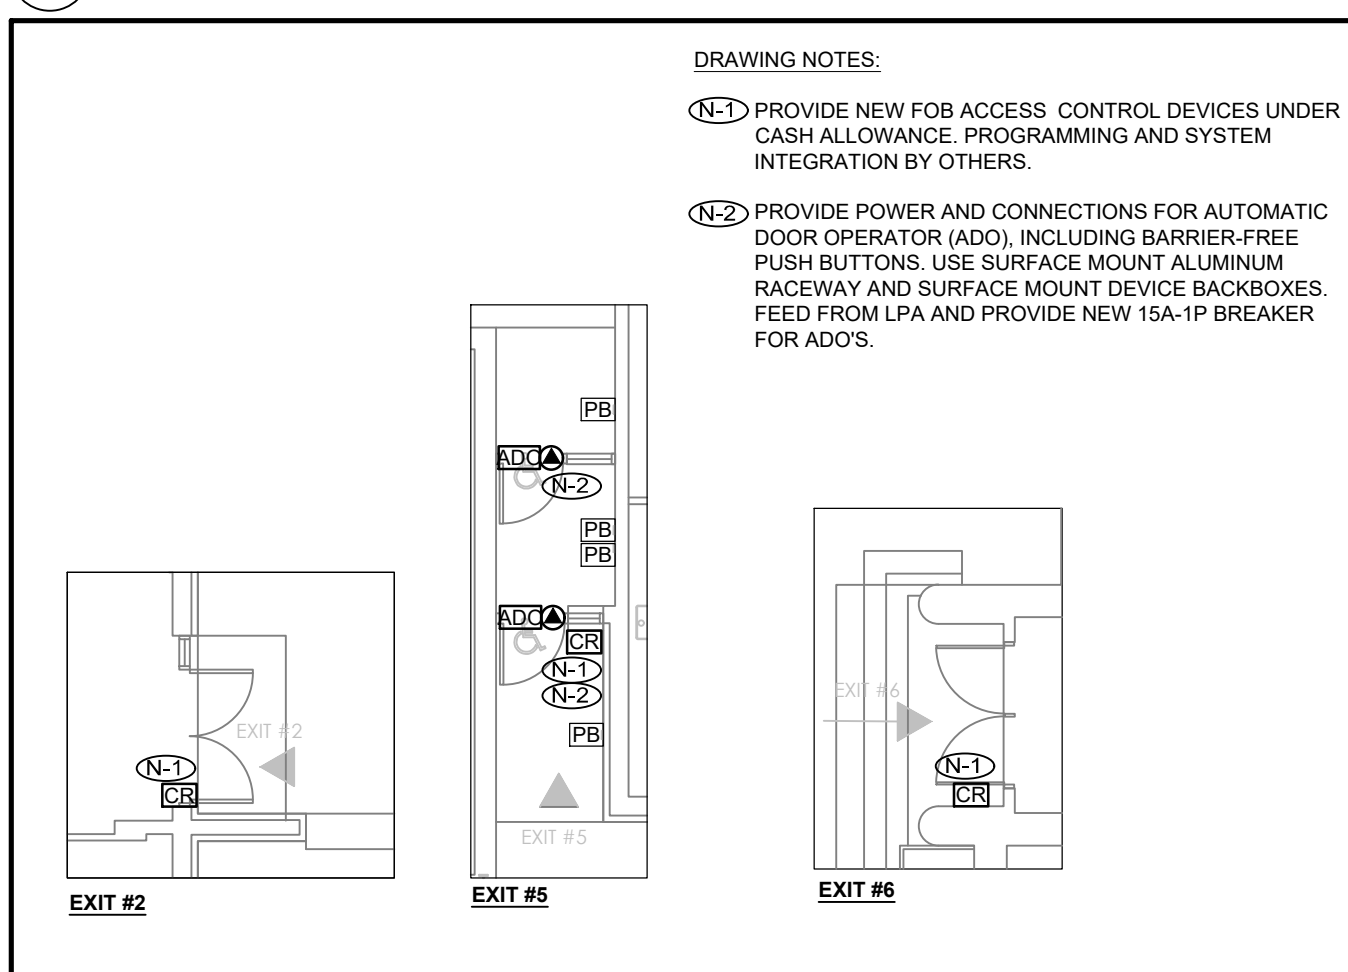 DRAWING NOTES:
N-1 PROVIDE NEW FOB ACCESS CONTROL DEVICES UNDER
CASH ALLOWANCE. PROGRAMMING AND SYSTEM
INTEGRATION BY OTHERS.
N-2 PROVIDE POWER AND CONNECTIONS FOR AUTOMATIC
DOOR OPERATOR (ADO), INCLUDING BARRIER-FREE
PUSH BUTTONS. USE SURFACE MOUNT ALUMINUM
RACEWAY AND SURFACE MOUNT DEVICE BACKBOXES.
FEED FROM LPA AND PROVIDE NEW 15A-1P BREAKER
FOR ADO'S.
EXIT #2
N-1
CR
EXIT #2
PB
ADO
N-2
PB
PB
ADO
CR
N-1
N-2
PB
EXIT #5
EXIT #5
EXIT #6
N-1
CR
EXIT #6